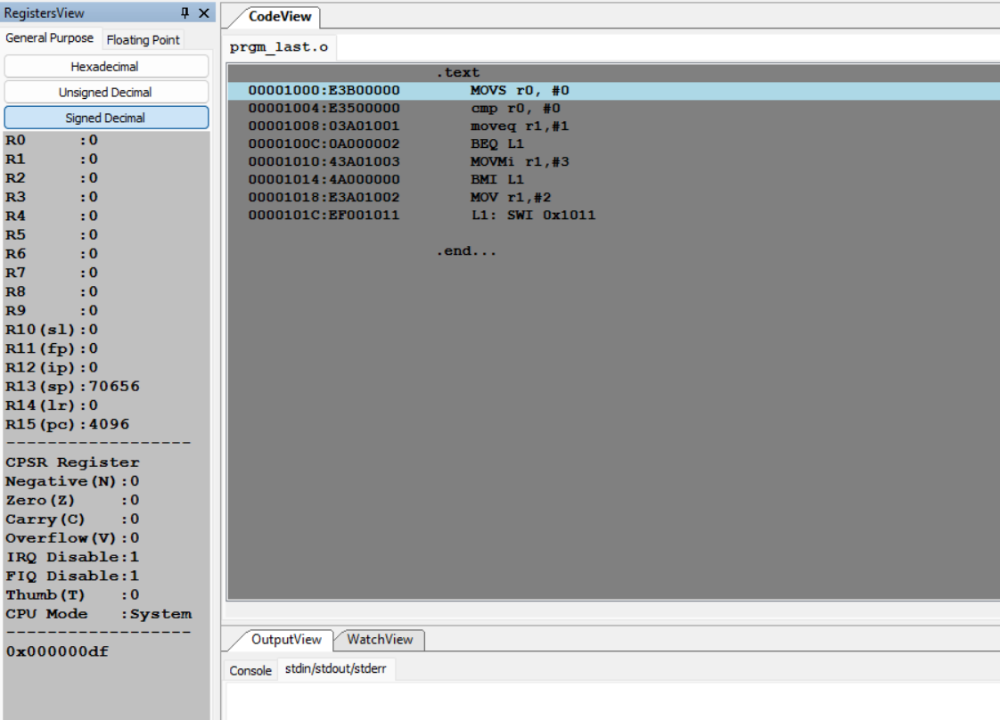 RegistersView
General Purpose Floating Point
Hexadecimal
Unsigned Decimal
Signed Decimal
R0 :0
R1 :0
R2 :0
R3 :0
R4 :0
R5 :0
R6 :0
R7 :0
R8 :0
R9 :0
R10(sl):0
R11(fp):0
R12(ip):0
R13(sp):70656
R14(lr):0
R15(pc):4096
------------------
CPSR Register
Negative(N):0
Zero(Z) :0
Carry(C) :0
Overflow(V):0
IRQ Disable:1
FIQ Disable:1
Thumb(T) :0
CPU Mode :System
------------------
0x000000df
CodeView
prgm_last.o
.text
00001000:E3B00000 MOVS r0, #0
00001004:E3500000 cmp r0, #0
00001008:03A01001 moveq r1,#1
0000100C:0A000002 BEQ L1
00001010:43A01003 MOVMi r1,#3
00001014:4A000000 BMI L1
00001018:E3A01002 MOV r1,#2
0000101C:EF001011 L1: SWI 0x1011
.end...
OutputView WatchView
Console stdin/stdout/stderr